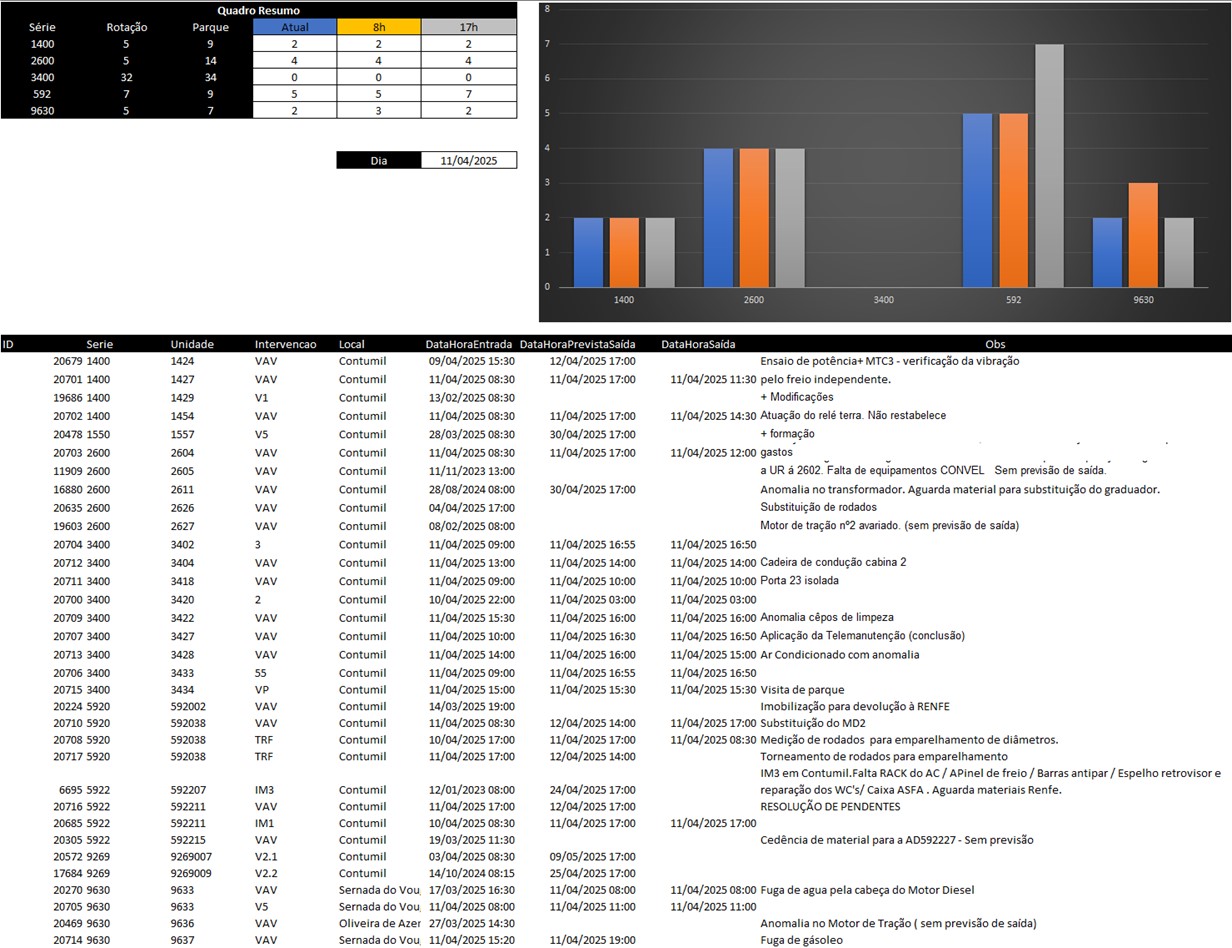 Quadro Resumo
Série Rotação Parque Atual 8h 17h
1400 5 9 2 2 2
2600 5 14 4 4 4
3400 32 34 0 0 0
592 7 9 5 5 7
9630 5 7 2 3 2
Dia 11/04/2025
8
7
6
5
4
3
2
1
0
1400 2600 3400 592 9630
ID Serie Unidade Intervencao Local DataHoraEntrada DataHoraPrevistaSaída DataHoraSaída Obs
20679 1400 1424 VAV Contumil 09/04/2025 15:30 12/04/2025 17:00 Ensaio de potência+ MTC3 - verificação da vibração
20701 1400 1427 VAV Contumil 11/04/2025 08:30 11/04/2025 17:00 11/04/2025 11:30 pelo freio independente.
19686 1400 1429 V1 Contumil 13/02/2025 08:30 + Modificações
20702 1400 1454 VAV Contumil 11/04/2025 08:30 11/04/2025 17:00 11/04/2025 14:30 Atuação do relé terra. Não restabelece
20478 1550 1557 V5 Contumil 28/03/2025 08:30 30/04/2025 17:00 + formação
20703 2600 2604 VAV Contumil 11/04/2025 08:30 11/04/2025 17:00 11/04/2025 12:00 gastos
11909 2600 2605 VAV Contumil 11/11/2023 13:00 a UR á 2602. Falta de equipamentos CONVEL Sem previsão de saída.
16880 2600 2611 VAV Contumil 28/08/2024 08:00 30/04/2025 17:00 Anomalia no transformador. Aguarda material para substituição do graduador.
20635 2600 2626 VAV Contumil 04/04/2025 17:00 Substituição de rodados
19603 2600 2627 VAV Contumil 08/02/2025 08:00 Motor de tração nº2 avariado. (sem previsão de saída)
20704 3400 3402 3 Contumil 11/04/2025 09:00 11/04/2025 16:55 11/04/2025 16:50
20712 3400 3404 VAV Contumil 11/04/2025 13:00 11/04/2025 14:00 11/04/2025 14:00 Cadeira de condução cabina 2
20711 3400 3418 VAV Contumil 11/04/2025 09:00 11/04/2025 10:00 11/04/2025 10:00 Porta 23 isolada
20700 3400 3420 2 Contumil 10/04/2025 22:00 11/04/2025 03:00 11/04/2025 03:00
20709 3400 3422 VAV Contumil 11/04/2025 15:30 11/04/2025 16:00 11/04/2025 16:00 Anomalia cêpos de limpeza
20707 3400 3427 VAV Contumil 11/04/2025 10:00 11/04/2025 16:30 11/04/2025 16:50 Aplicação da Telemanutenção (conclusão)
20713 3400 3428 VAV Contumil 11/04/2025 14:00 11/04/2025 16:00 11/04/2025 15:00 Ar Condicionado com anomalia
20706 3400 3433 55 Contumil 11/04/2025 09:00 11/04/2025 16:55 11/04/2025 16:50
20715 3400 3434 VP Contumil 11/04/2025 15:00 11/04/2025 15:30 11/04/2025 15:30 Visita de parque
20224 5920 592002 VAV Contumil 14/03/2025 19:00 Imobilização para devolução à RENFE
20710 5920 592038 VAV Contumil 11/04/2025 08:30 12/04/2025 14:00 11/04/2025 17:00 Substituição do MD2
20708 5920 592038 TRF Contumil 10/04/2025 17:00 11/04/2025 17:00 11/04/2025 08:30 Medição de rodados para emparelhamento de diâmetros.
20717 5920 592038 TRF Contumil 11/04/2025 17:00 12/04/2025 14:00 Torneamento de rodados para emparelhamento
IM3 em Contumil.Falta RACK do AC / APinel de freio / Barras antipar / Espelho retrovisor e
6695 5922 592207 IM3 Contumil 12/01/2023 08:00 24/04/2025 17:00 reparação dos WC's/ Caixa ASFA . Aguarda materiais Renfe.
20716 5922 592211 VAV Contumil 11/04/2025 17:00 12/04/2025 17:00 RESOLUÇÃO DE PENDENTES
20685 5922 592211 IM1 Contumil 10/04/2025 08:30 11/04/2025 17:00 11/04/2025 17:00
20305 5922 592215 VAV Contumil 19/03/2025 11:30 Cedência de material para a AD592227 - Sem previsão
20572 9269 9269007 V2.1 Contumil 03/04/2025 08:30 09/05/2025 17:00
17684 9269 9269009 V2.2 Contumil 14/10/2024 08:15 25/04/2025 17:00
20270 9630 9633 VAV Sernada do Vou 17/03/2025 16:30 11/04/2025 08:00 11/04/2025 08:00 Fuga de agua pela cabeça do Motor Diesel
20705 9630 9633 V5 Sernada do Vou 11/04/2025 08:00 11/04/2025 11:00 11/04/2025 11:00
20469 9630 9636 VAV Oliveira de Azer 27/03/2025 14:30 Anomalia no Motor de Tração ( sem previsão de saída)
20714 9630 9637 VAV Sernada do Vou 11/04/2025 15:20 11/04/2025 19:00 Fuga de gásoleo